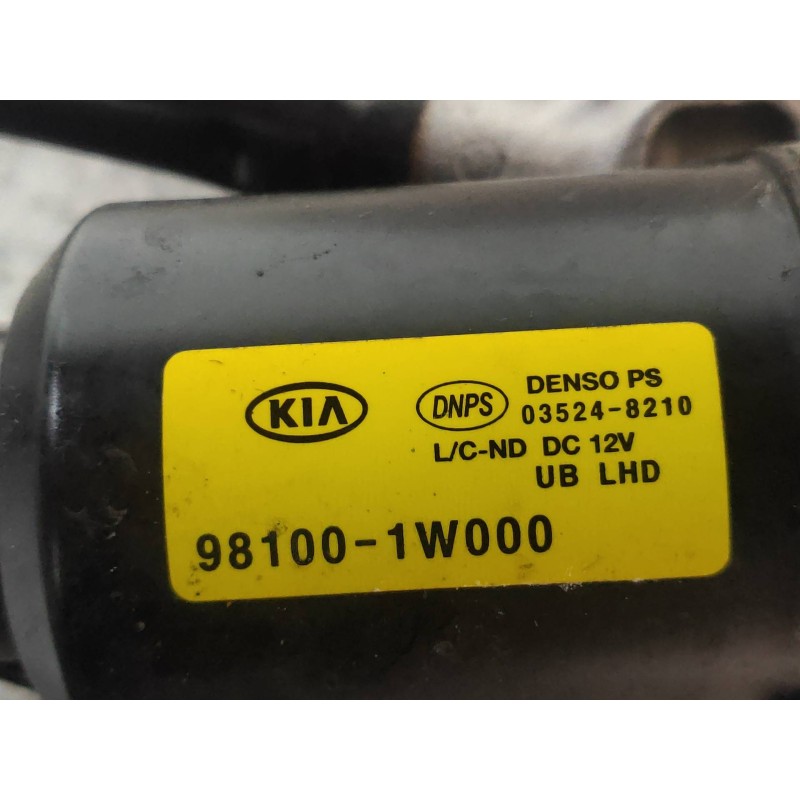 KIA
DNPS
DENSO PS
03524-8210
L/C-ND DC 12V
UB LHD
98100-1W000